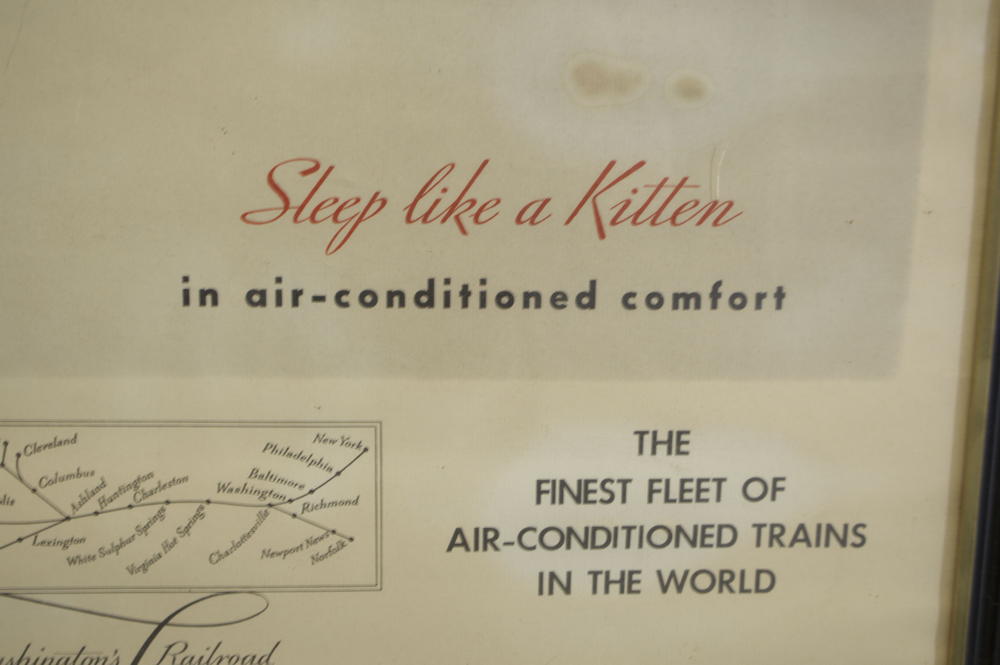 Sleep like a Kitten
in air-conditioned comfort
Cleveland
Columbus
Ashland
Huntington
Charleston
Lexington
White Sulphur Springs
Virginia Hot Springs
Charlottesville
Washington
Baltimore
Philadelphia
New York
Richmond
Newport News
Norfolk
THE
FINEST FLEET OF
AIR-CONDITIONED TRAINS
IN THE WORLD
Railroad